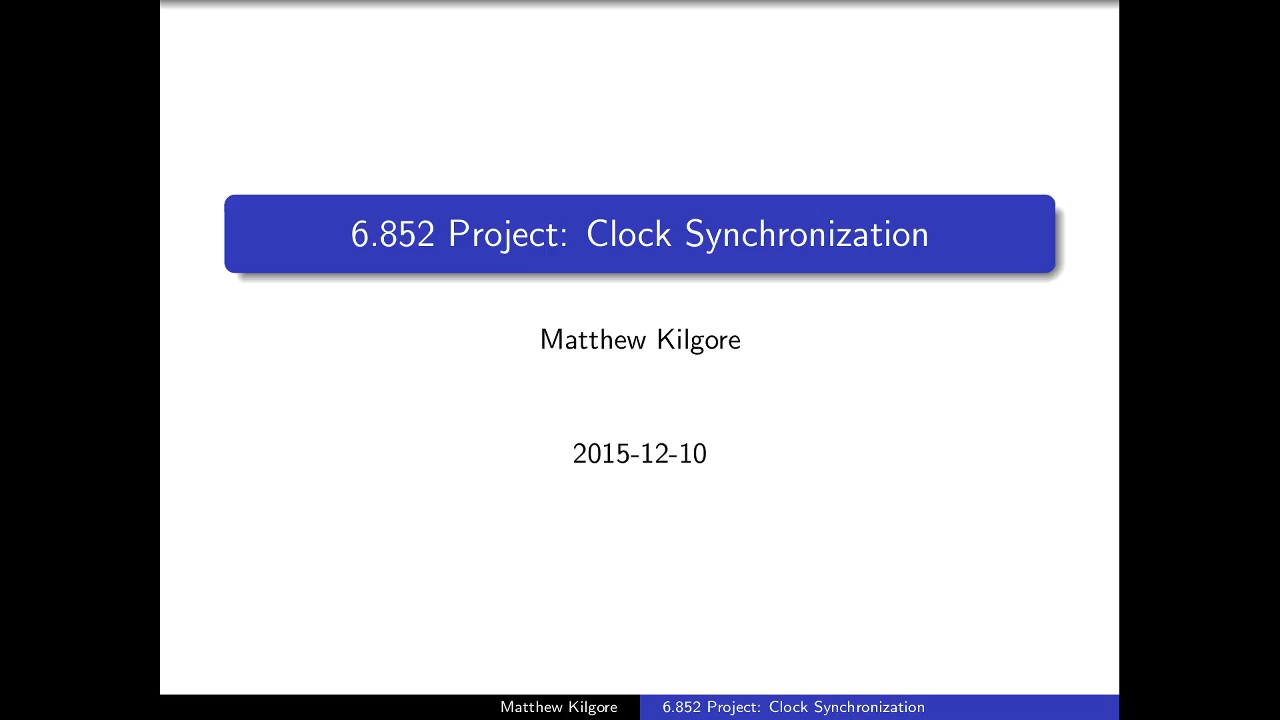 6.852 Project: Clock Synchronization
Matthew Kilgore
2015-12-10
Matthew Kilgore
6.852 Project: Clock Synchronization